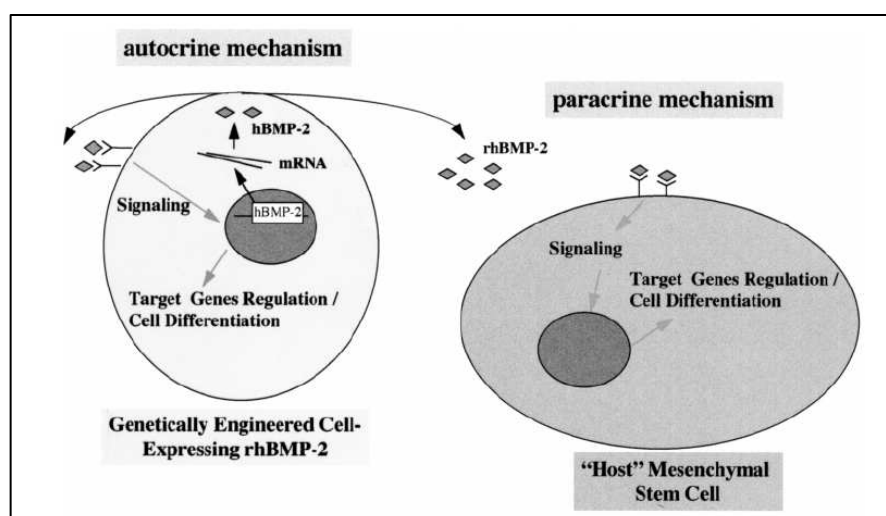 autocrine mechanism
hBMP-2
mRNA
Signaling
hBMP-2
Target Genes Regulation /
Cell Differentiation
Genetically Engineered Cell-
Expressing rhBMP-2
paracrine mechanism
rhBMP-2
Signaling
Target Genes Regulation /
Cell Differentiation
“Host” Mesenchymal
Stem Cell